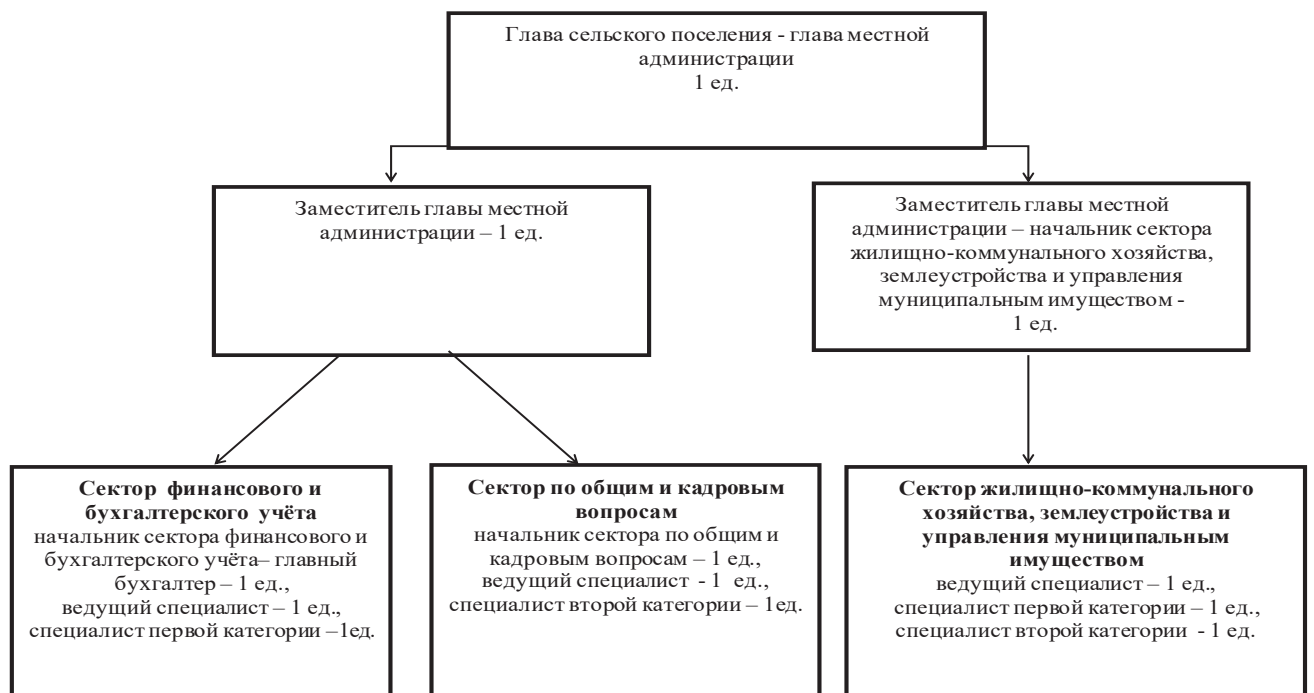 Глава сельского поселения - глава местной
администрации
1 ед.
Заместитель главы местной
администрации – 1 ед.
Заместитель главы местной
администрации – начальник сектора
жилищно-коммунального хозяйства,
землеустройства и управления
муниципальным имуществом -
1 ед.
Сектор финансового и
бухгалтерского учёта
начальник сектора финансового и
бухгалтерского учёта– главный
бухгалтер – 1 ед.,
ведущий специалист – 1 ед.,
специалист первой категории –1ед.
Сектор по общим и кадровым
вопросам
начальник сектора по общим и
кадровым вопросам – 1 ед.,
ведущий специалист - 1 ед.,
специалист второй категории – 1ед.
Сектор жилищно-коммунального
хозяйства, землеустройства и
управления муниципальным
имуществом
ведущий специалист – 1 ед.,
специалист первой категории – 1 ед.,
специалист второй категории - 1 ед.